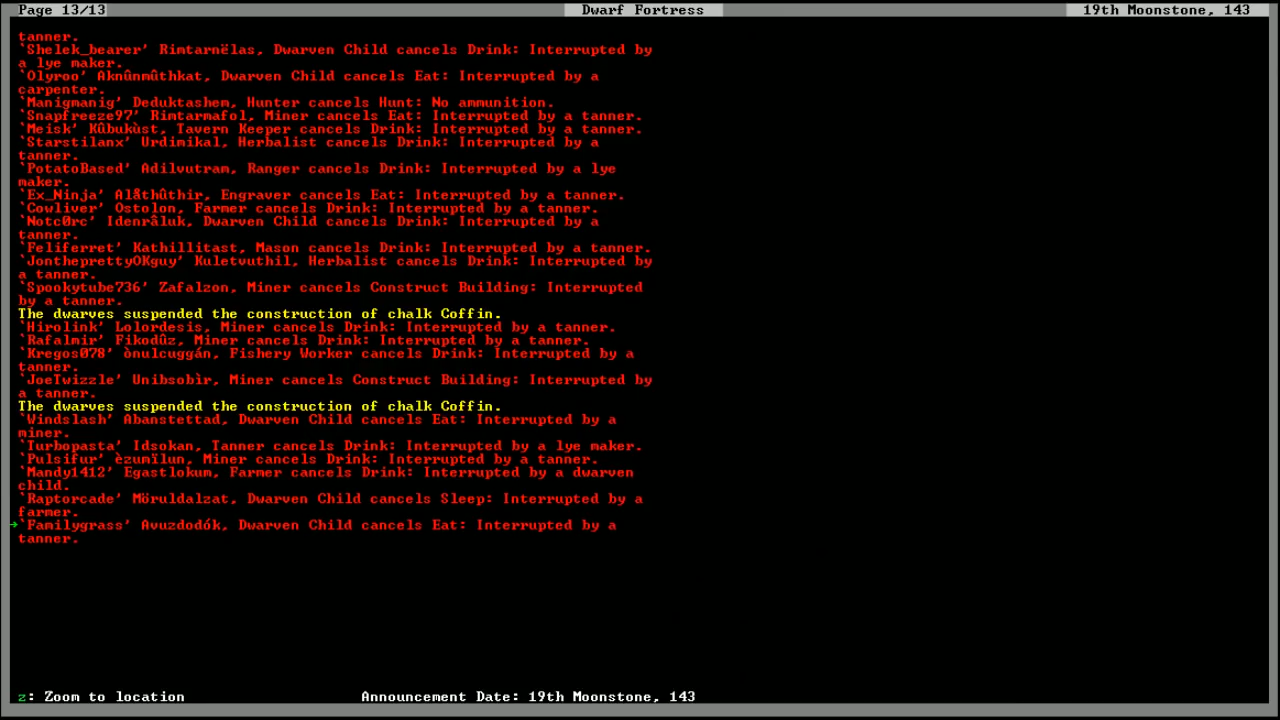 Page 13/13 Dwarf Fortress 19th Moonstone, 143
tanner.
`Shelek_bearer' Rimtarnëlas, Dwarven Child cancels Drink: Interrupted by
a lye maker.
`Olyroo' Aknûnmûthkat, Dwarven Child cancels Eat: Interrupted by a
carpenter.
`Manigmanig' Deduktashem, Hunter cancels Hunt: No ammunition.
`Snapfreeze97' Rimtarmafol, Miner cancels Eat: Interrupted by a tanner.
`Meisk' Kûbukùst, Tavern Keeper cancels Drink: Interrupted by a tanner.
`Starstilanx' Urdimikal, Herbalist cancels Drink: Interrupted by a
tanner.
`PotatoBased' Adilvutram, Ranger cancels Drink: Interrupted by a lye
maker.
`Ex_Ninja' Alåthûthir, Engraver cancels Eat: Interrupted by a tanner.
`Cowliver' Ostolon, Farmer cancels Drink: Interrupted by a tanner.
`Notc0rc' Idenrâluk, Dwarven Child cancels Drink: Interrupted by a
tanner.
`Feliferret' Kathillitast, Mason cancels Drink: Interrupted by a tanner.
`JontheprettyOKguy' Kuletvuthil, Herbalist cancels Drink: Interrupted by
a tanner.
`Spookytube736' Zafalzon, Miner cancels Construct Building: Interrupted
by a tanner.
The dwarves suspended the construction of chalk Coffin.
`Hirolink' Lolordesis, Miner cancels Drink: Interrupted by a tanner.
`Rafalmir' Fikodûz, Miner cancels Drink: Interrupted by a tanner.
`Kregos078' ònulcuggán, Fishery Worker cancels Drink: Interrupted by a
tanner.
`JoeTwizzle' Unibsobìr, Miner cancels Construct Building: Interrupted by
a tanner.
The dwarves suspended the construction of chalk Coffin.
`Windslash' Abanstettad, Dwarven Child cancels Eat: Interrupted by a
miner.
`Turbopasta' Idsokan, Tanner cancels Drink: Interrupted by a lye maker.
`Pulsifur' èzumïlun, Miner cancels Drink: Interrupted by a tanner.
`Mandy1412' Egastlokum, Farmer cancels Drink: Interrupted by a dwarven
child.
`Raptorcade' Möruldalzat, Dwarven Child cancels Sleep: Interrupted by a
farmer.
→`Familygrass' Avuzdodók, Dwarven Child cancels Eat: Interrupted by a
tanner.
z: Zoom to location Announcement Date: 19th Moonstone, 143